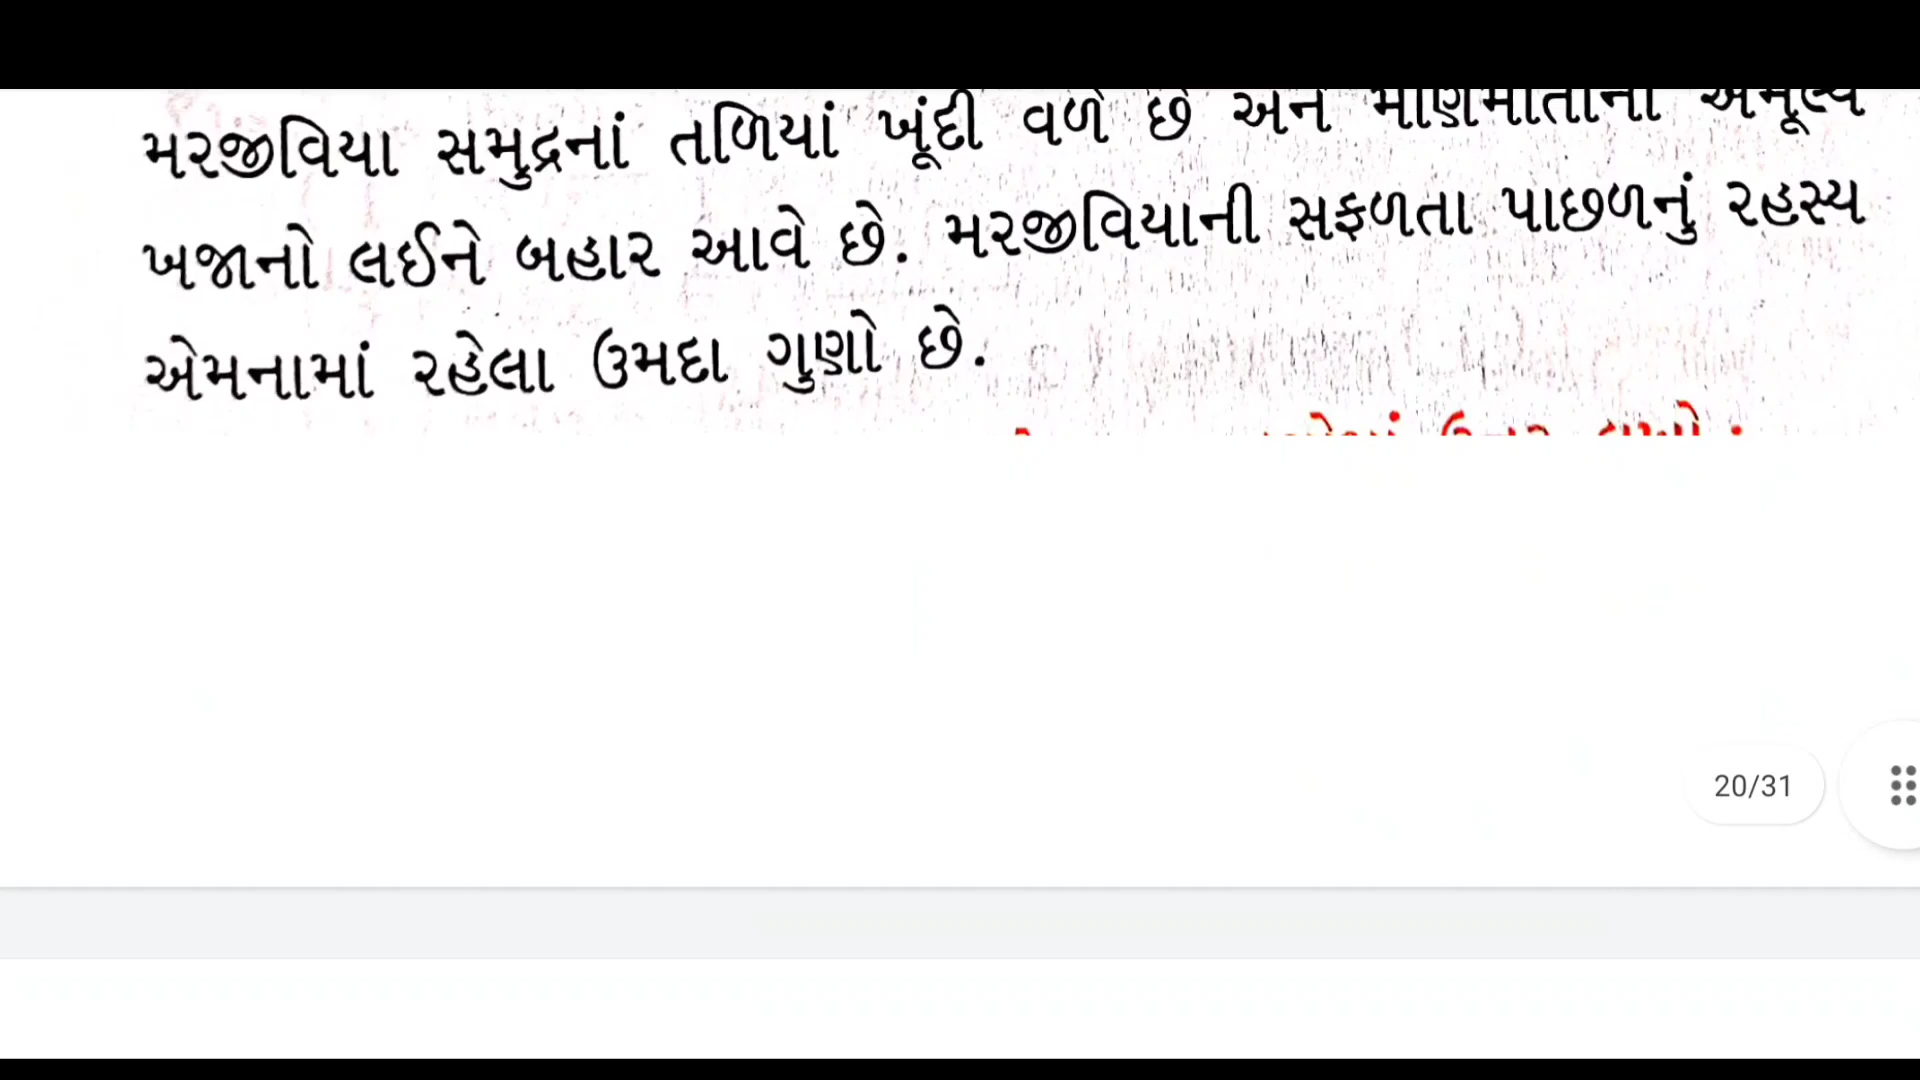 મરજીવિયા સમુદ્રનાં તળિયાં ખૂંદી વળે છે અને મણિમોતીનો અમૂલ્ય
ખજાનો લઈને બહાર આવે છે. મરજીવિયાની સફળતા પાછળનું રહસ્ય
એમનામાં રહેલા ઉમદા ગુણો છે.
20/31